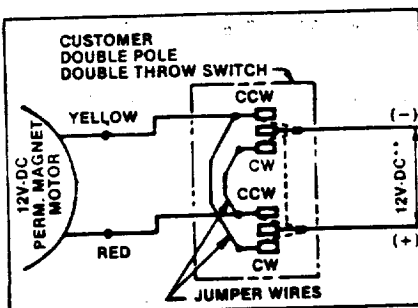 CUSTOMER
DOUBLE POLE
DOUBLE THROW SWITCH
CCW
YELLOW
(-)
CW
12V-DC
PERM. MAGNET
MOTOR
CCW
12V-DC**
(+)
RED
CW
JUMPER WIRES